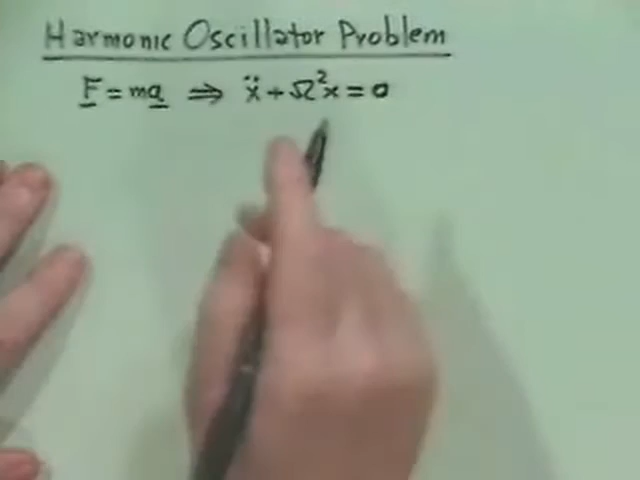 Harmonic Oscillator Problem
F = ma ⇒ ẍ + Ω²x = 0